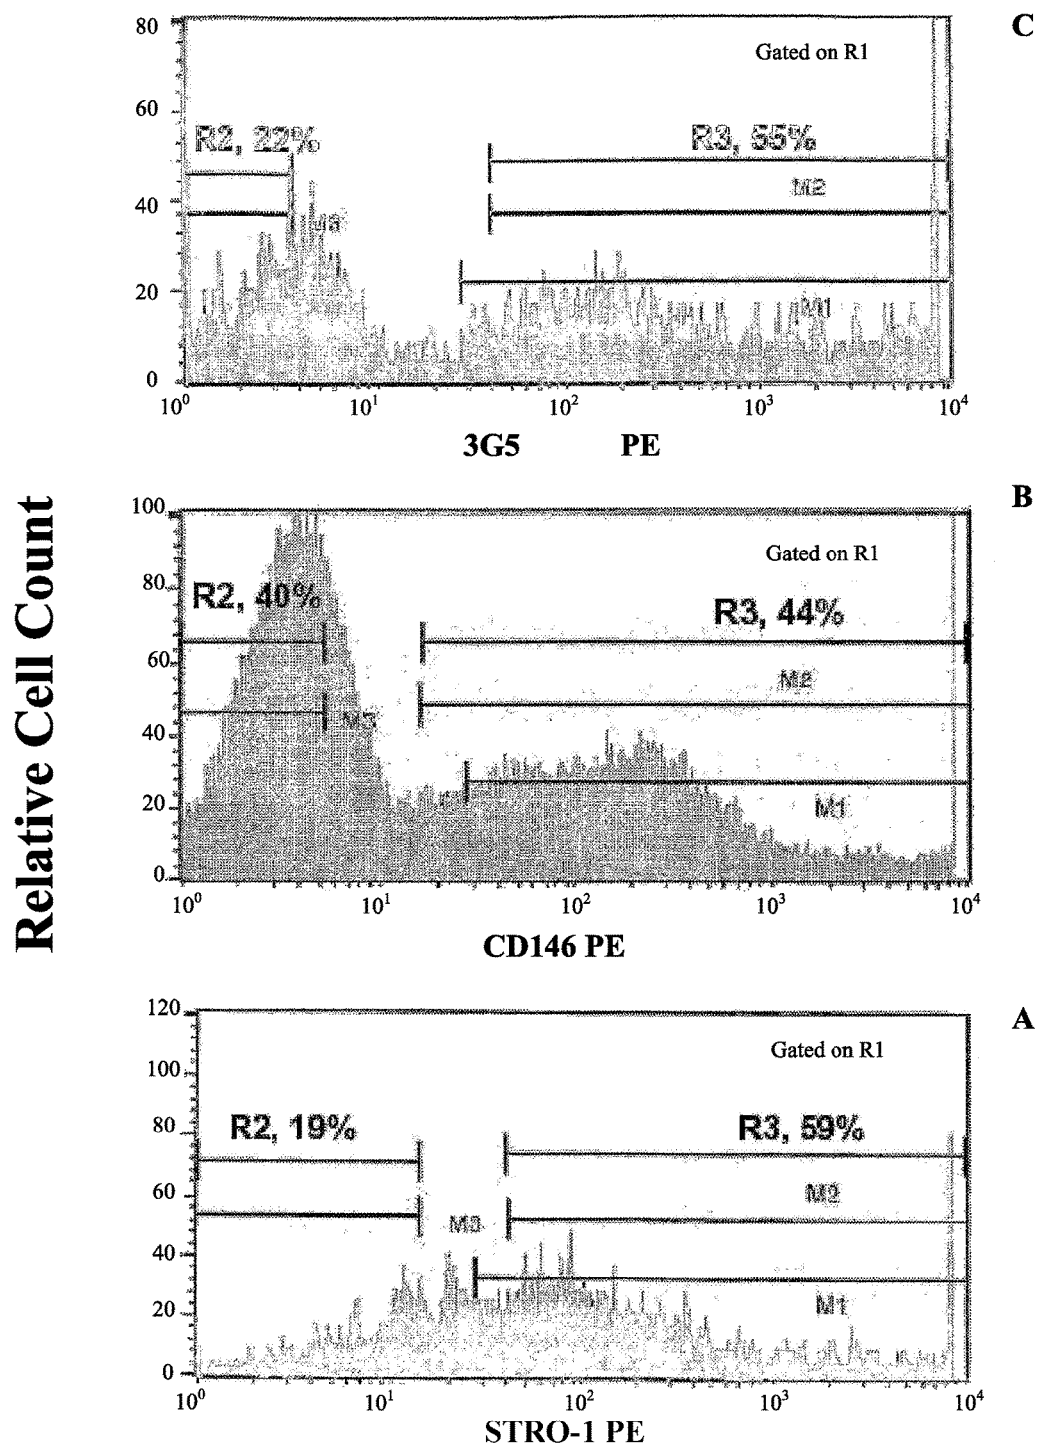 C
80
Gated on R1
60
R2, 22%
R3, 55%
M2
40
M3
20
M1
0
10⁰ 10¹ 10² 10³ 10⁴
3G5 PE
Relative Cell Count
B
100
Gated on R1
80
R2, 40%
R3, 44%
60
M2
M3
40
M1
20
0
10⁰ 10¹ 10² 10³ 10⁴
CD146 PE
A
120
Gated on R1
100
R2, 19%
R3, 59%
80
M2
60
M3
40
M1
20
0
10⁰ 10¹ 10² 10³ 10⁴
STRO-1 PE